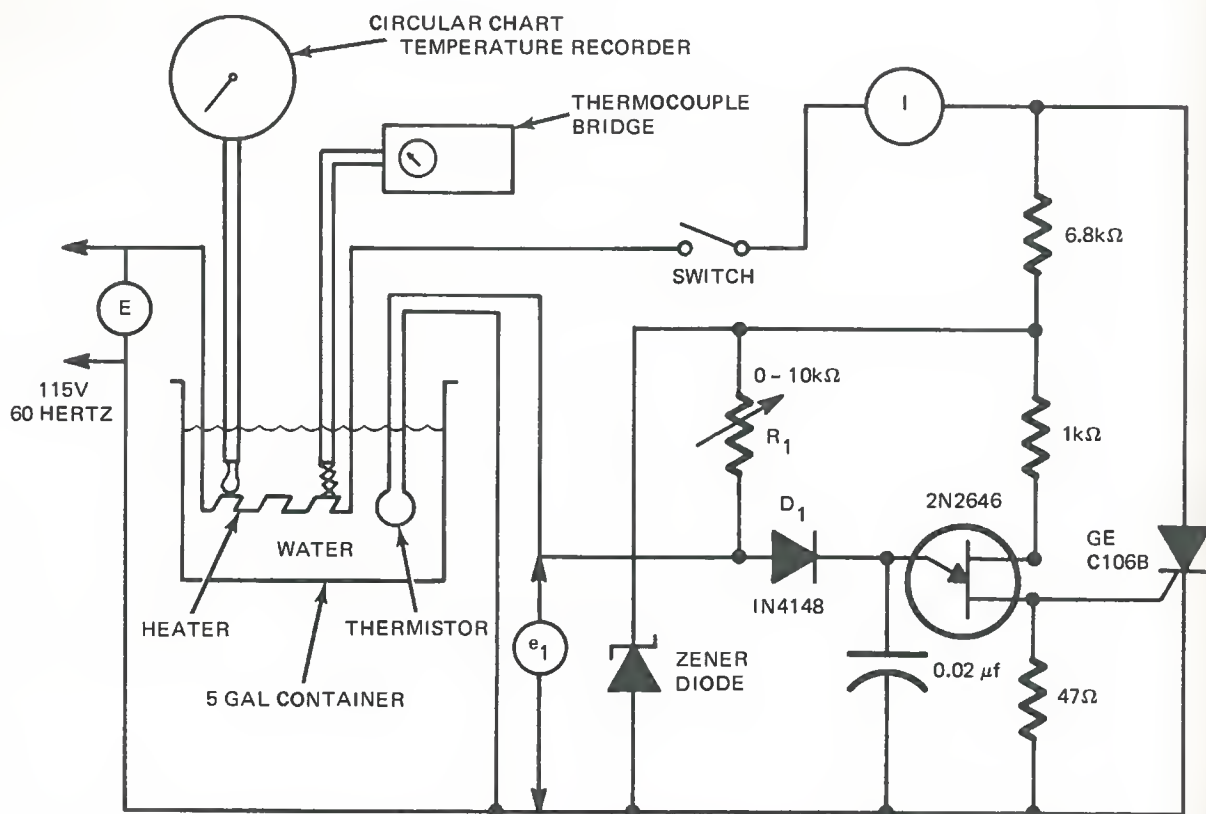 CIRCULAR CHART
TEMPERATURE RECORDER
THERMOCOUPLE
BRIDGE
I
6.8kΩ
SWITCH
E
115V
60 HERTZ
0 - 10kΩ
R1
1kΩ
D1
2N2646
GE
C106B
WATER
IN4148
HEATER
THERMISTOR
e1
ZENER
DIODE
0.02 μf
47Ω
5 GAL CONTAINER